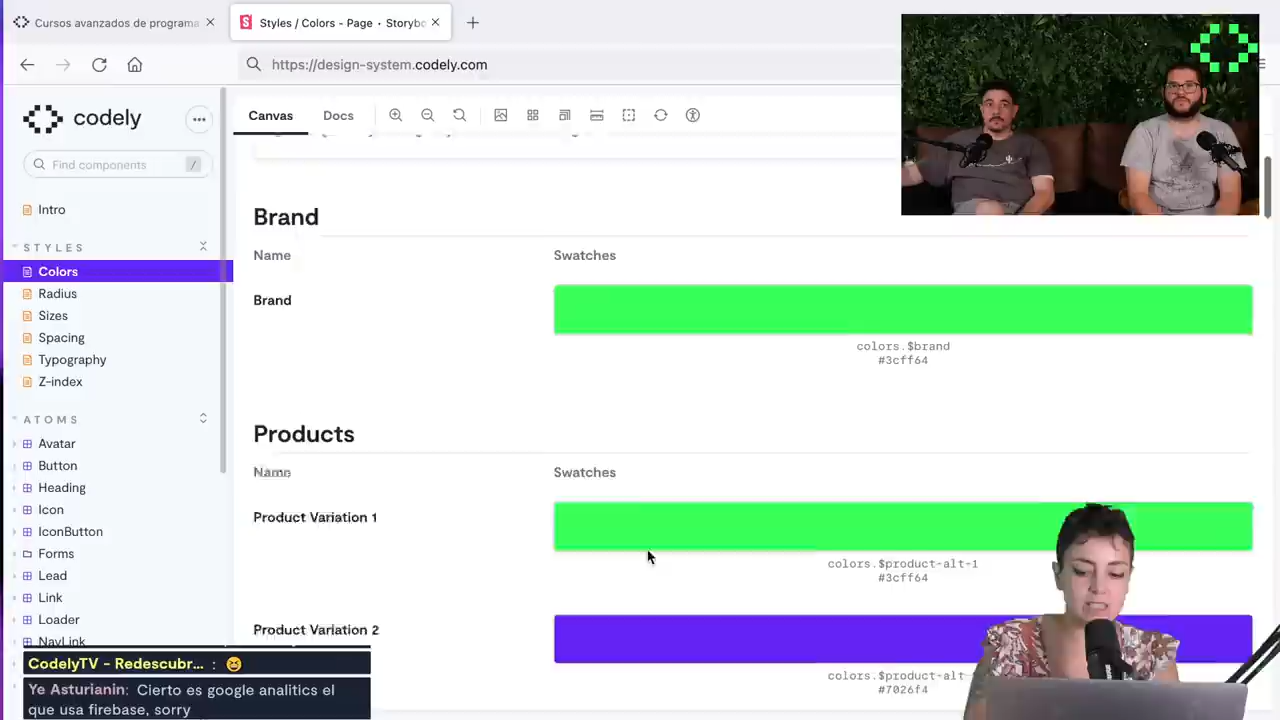 Cursos avanzados de programa
Styles / Colors - Page · Storybo
https://design-system.codely.com
codely
Find components
/
Intro
STYLES
Colors
Radius
Sizes
Spacing
Typography
Z-index
ATOMS
Avatar
Button
Heading
Icon
IconButton
Forms
Lead
Link
Loader
NavLink
Canvas
Docs
Brand
Name
Swatches
Brand
colors.$brand
#3cff64
Products
Name
Swatches
Product Variation 1
colors.$product-alt-1
#3cff64
Product Variation 2
colors.$product-alt-
#7026f4
CodelyTV - Redescubr... : 😆
Ye Asturianin: Cierto es google analitics el
que usa firebase, sorry